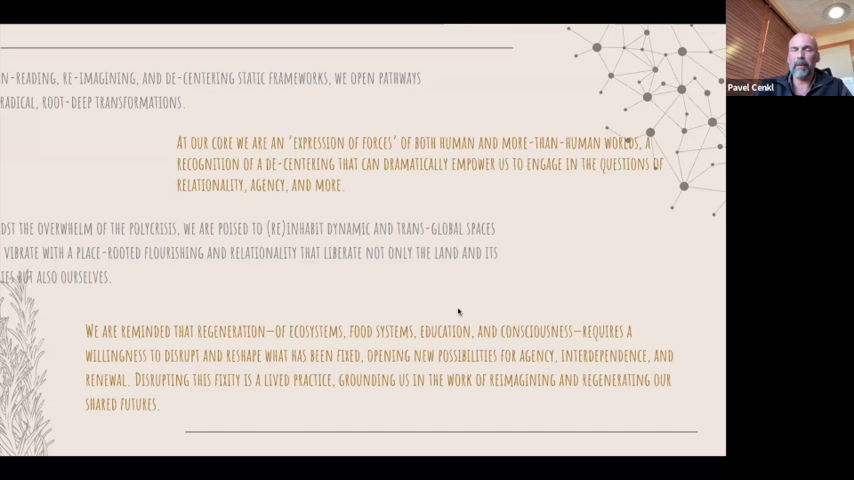 N-READING, RE-IMAGINING, AND DE-CENTERING STATIC FRAMEWORKS, WE OPEN PATHWAYS
RADICAL, ROOT-DEEP TRANSFORMATIONS.
AT OUR CORE WE ARE AN ‘EXPRESSION OF FORCES’ OF BOTH HUMAN AND MORE-THAN-HUMAN WORLDS, A
RECOGNITION OF A DE-CENTERING THAT CAN DRAMATICALLY EMPOWER US TO ENGAGE IN THE QUESTIONS OF
RELATIONALITY, AGENCY, AND MORE.
DST THE OVERWHELM OF THE POLYCRISIS, WE ARE POISED TO (RE)INHABIT DYNAMIC AND TRANS-GLOBAL SPACES
VIBRATE WITH A PLACE-ROOTED FLOURISHING AND RELATIONALITY THAT LIBERATE NOT ONLY THE LAND AND ITS
IES BUT ALSO OURSELVES.
WE ARE REMINDED THAT REGENERATION—OF ECOSYSTEMS, FOOD SYSTEMS, EDUCATION, AND CONSCIOUSNESS—REQUIRES A
WILLINGNESS TO DISRUPT AND RESHAPE WHAT HAS BEEN FIXED, OPENING NEW POSSIBILITIES FOR AGENCY, INTERDEPENDENCE, AND
RENEWAL. DISRUPTING THIS FIXITY IS A LIVED PRACTICE, GROUNDING US IN THE WORK OF REIMAGINING AND REGENERATING OUR
SHARED FUTURES.
Pavel Cenkl